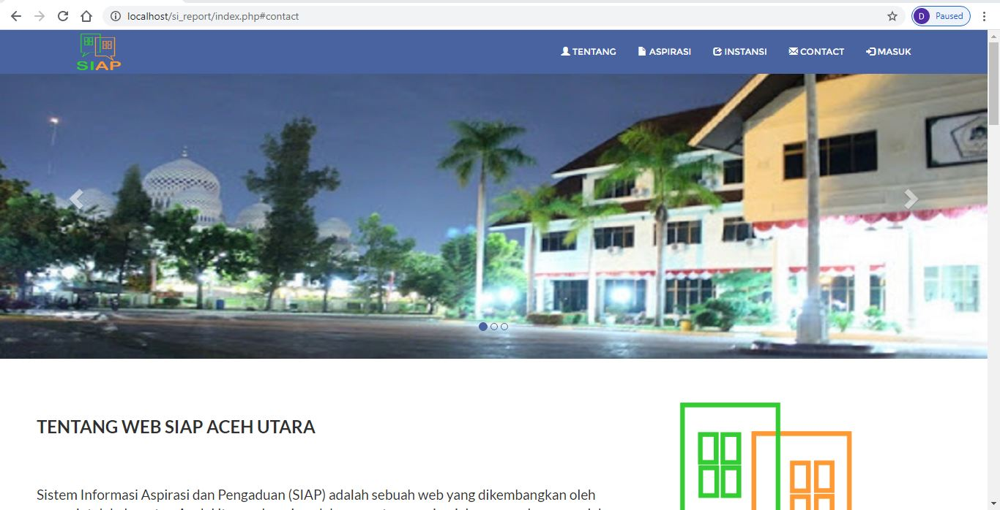 localhost/si_report/index.php#contact
D Paused
SIAP
TENTANG ASPIRASI INSTANSI CONTACT MASUK
TENTANG WEB SIAP ACEH UTARA
Sistem Informasi Aspirasi dan Pengaduan (SIAP) adalah sebuah web yang dikembangkan oleh